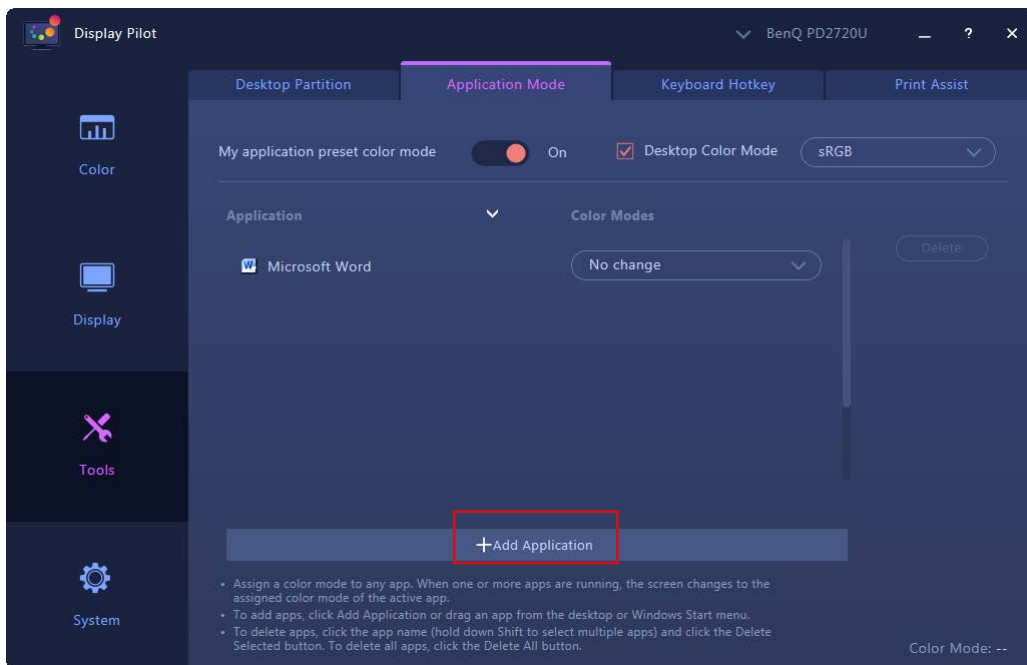 Display Pilot
BenQ PD2720U
?
Desktop Partition
Application Mode
Keyboard Hotkey
Print Assist
Color
Display
Tools
System
My application preset color mode
On
Desktop Color Mode
sRGB
Application
Color Modes
Microsoft Word
No change
Delete
+Add Application
• Assign a color mode to any app. When one or more apps are running, the screen changes to the
assigned color mode of the active app.
• To add apps, click Add Application or drag an app from the desktop or Windows Start menu.
• To delete apps, click the app name (hold down Shift to select multiple apps) and click the Delete
Selected button. To delete all apps, click the Delete All button.
Color Mode: --